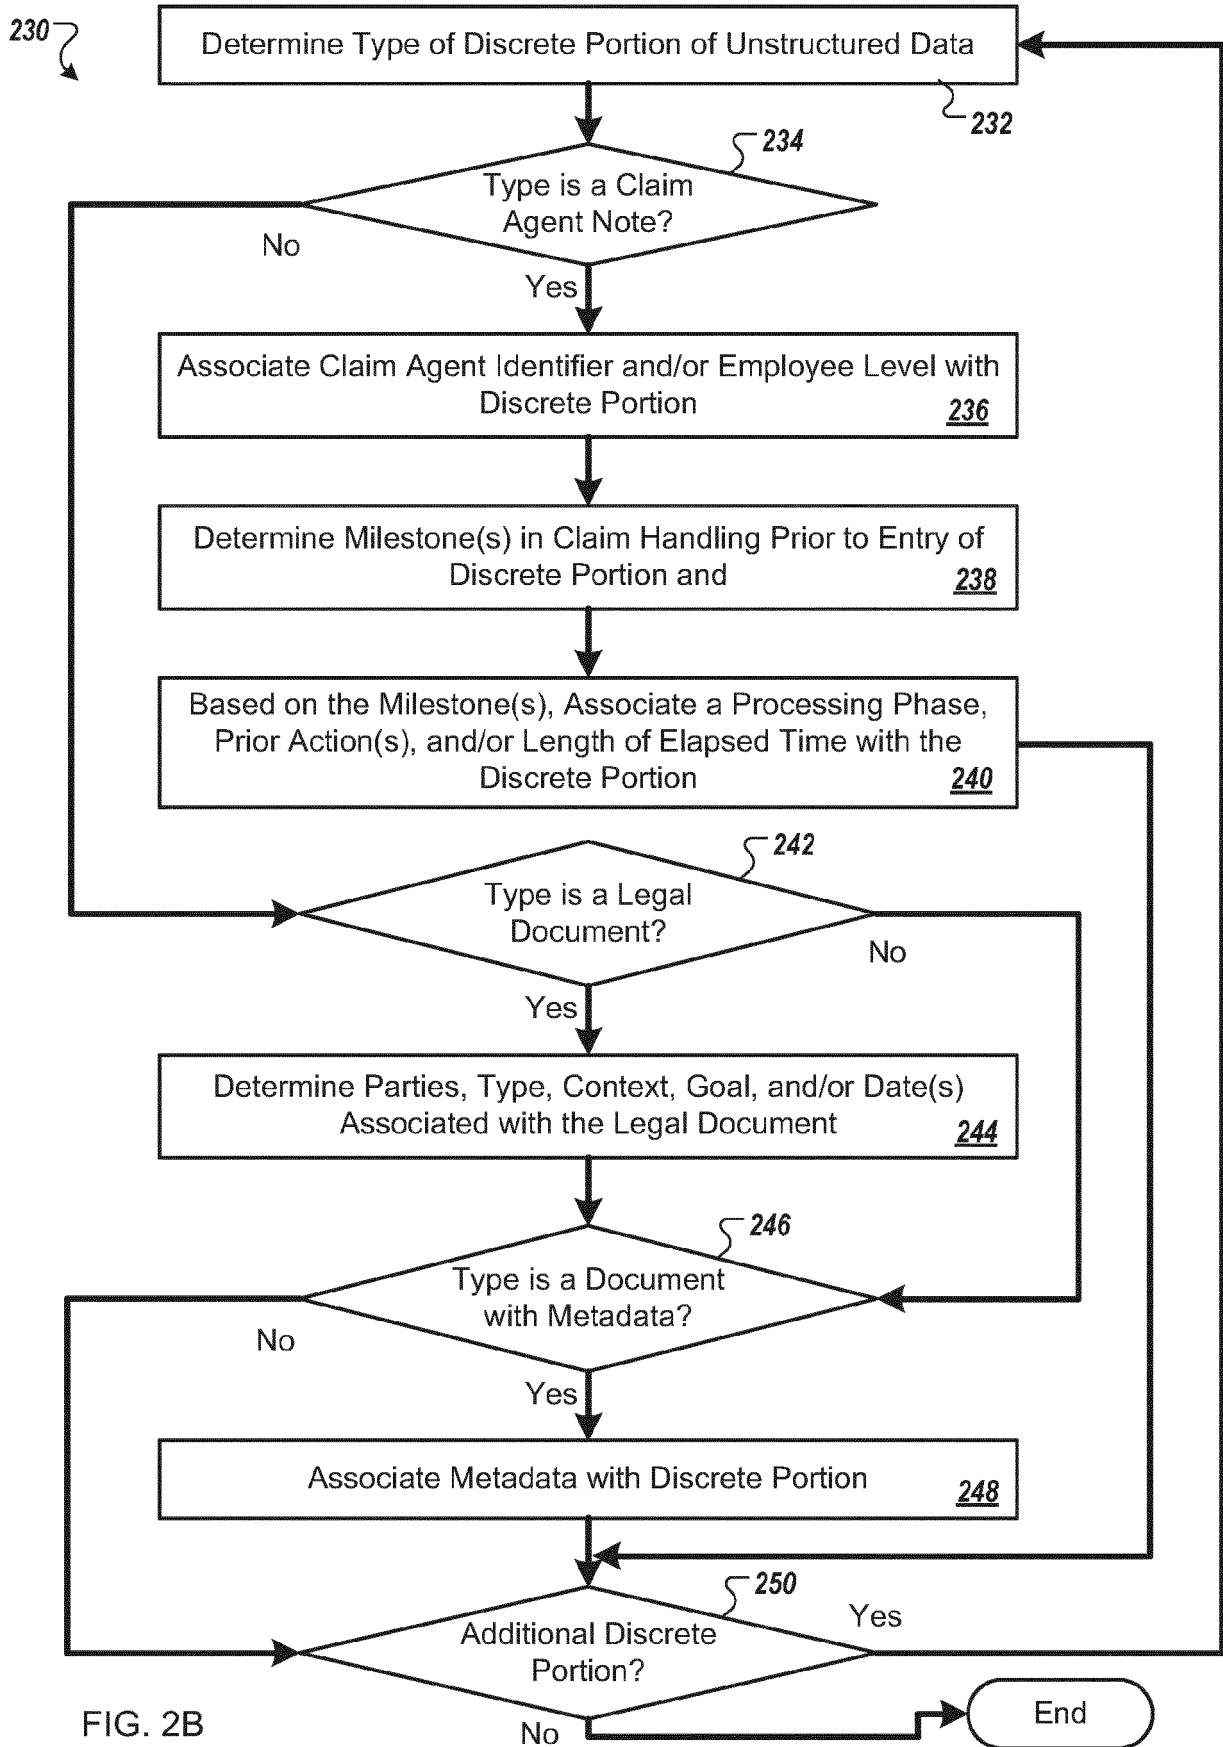 230
Determine Type of Discrete Portion of Unstructured Data
232
234
Type is a Claim
Agent Note?
No
Yes
Associate Claim Agent Identifier and/or Employee Level with
Discrete Portion
236
Determine Milestone(s) in Claim Handling Prior to Entry of
Discrete Portion and
238
Based on the Milestone(s), Associate a Processing Phase,
Prior Action(s), and/or Length of Elapsed Time with the
Discrete Portion
240
242
Type is a Legal
Document?
No
Yes
Determine Parties, Type, Context, Goal, and/or Date(s)
Associated with the Legal Document
244
246
Type is a Document
with Metadata?
No
Yes
Associate Metadata with Discrete Portion
248
250
Additional Discrete
Portion?
Yes
No
End
FIG. 2B